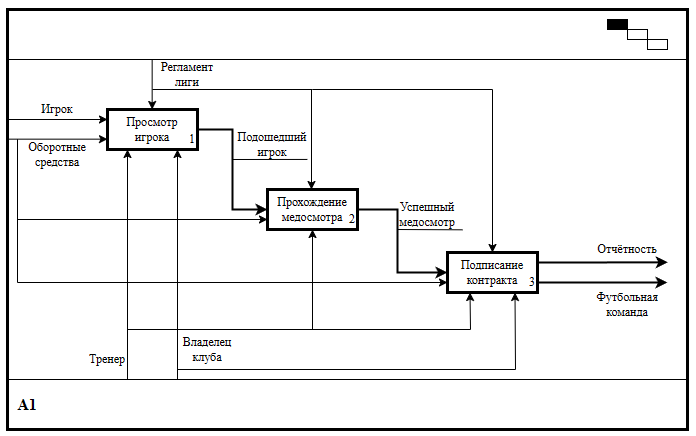 Регламент
лиги
Игрок
Оборотные
средства
Просмотр
игрока
1
Подошедший
игрок
Прохождение
медосмотра
2
Успешный
медосмотр
Подписание
контракта
3
Отчётность
Футбольная
команда
Тренер
Владелец
клуба
А1